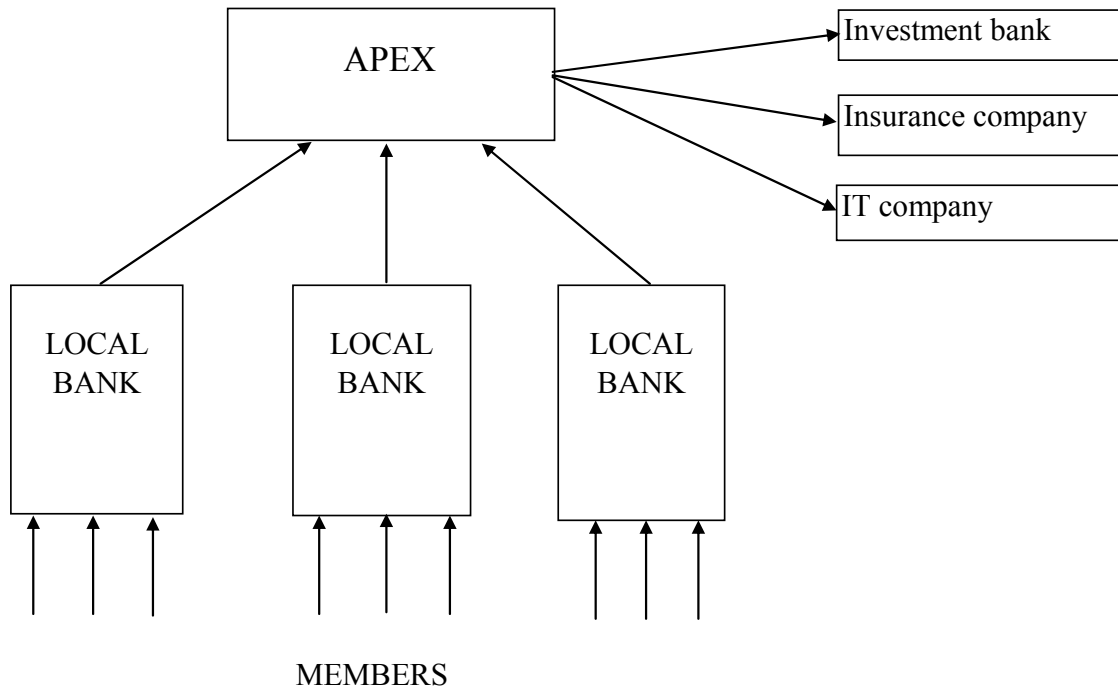 APEX
Investment bank
Insurance company
IT company
LOCAL
BANK
LOCAL
BANK
LOCAL
BANK
MEMBERS